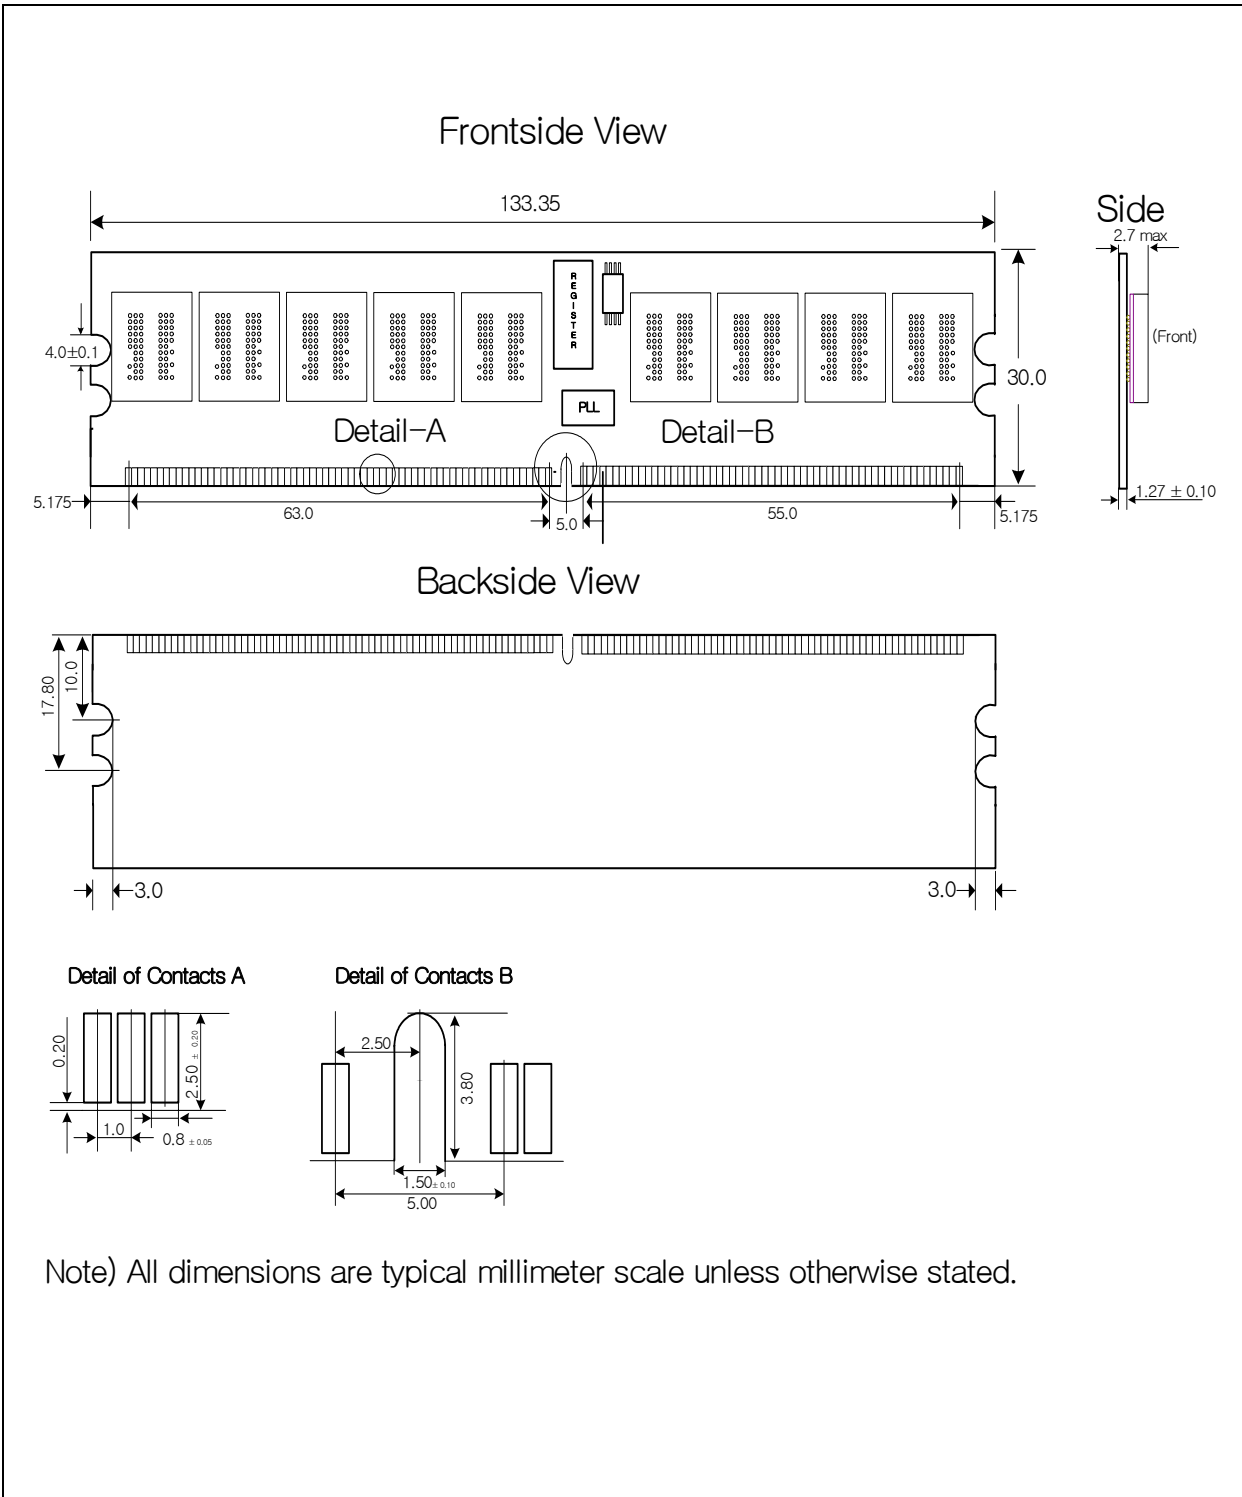 Frontside View
133.35
Side
2.7 max
REGISTER
4.0±0.1
(Front)
30.0
PLL
Detail-A
Detail-B
5.175
63.0
5.0
55.0
5.175
1.27 ± 0.10
Backside View
10.0
17.80
3.0
3.0
Detail of Contacts A
Detail of Contacts B
0.20
2.50 ± 0.20
2.50
3.80
1.0
0.8 ± 0.05
1.50± 0.10
5.00
Note) All dimensions are typical millimeter scale unless otherwise stated.